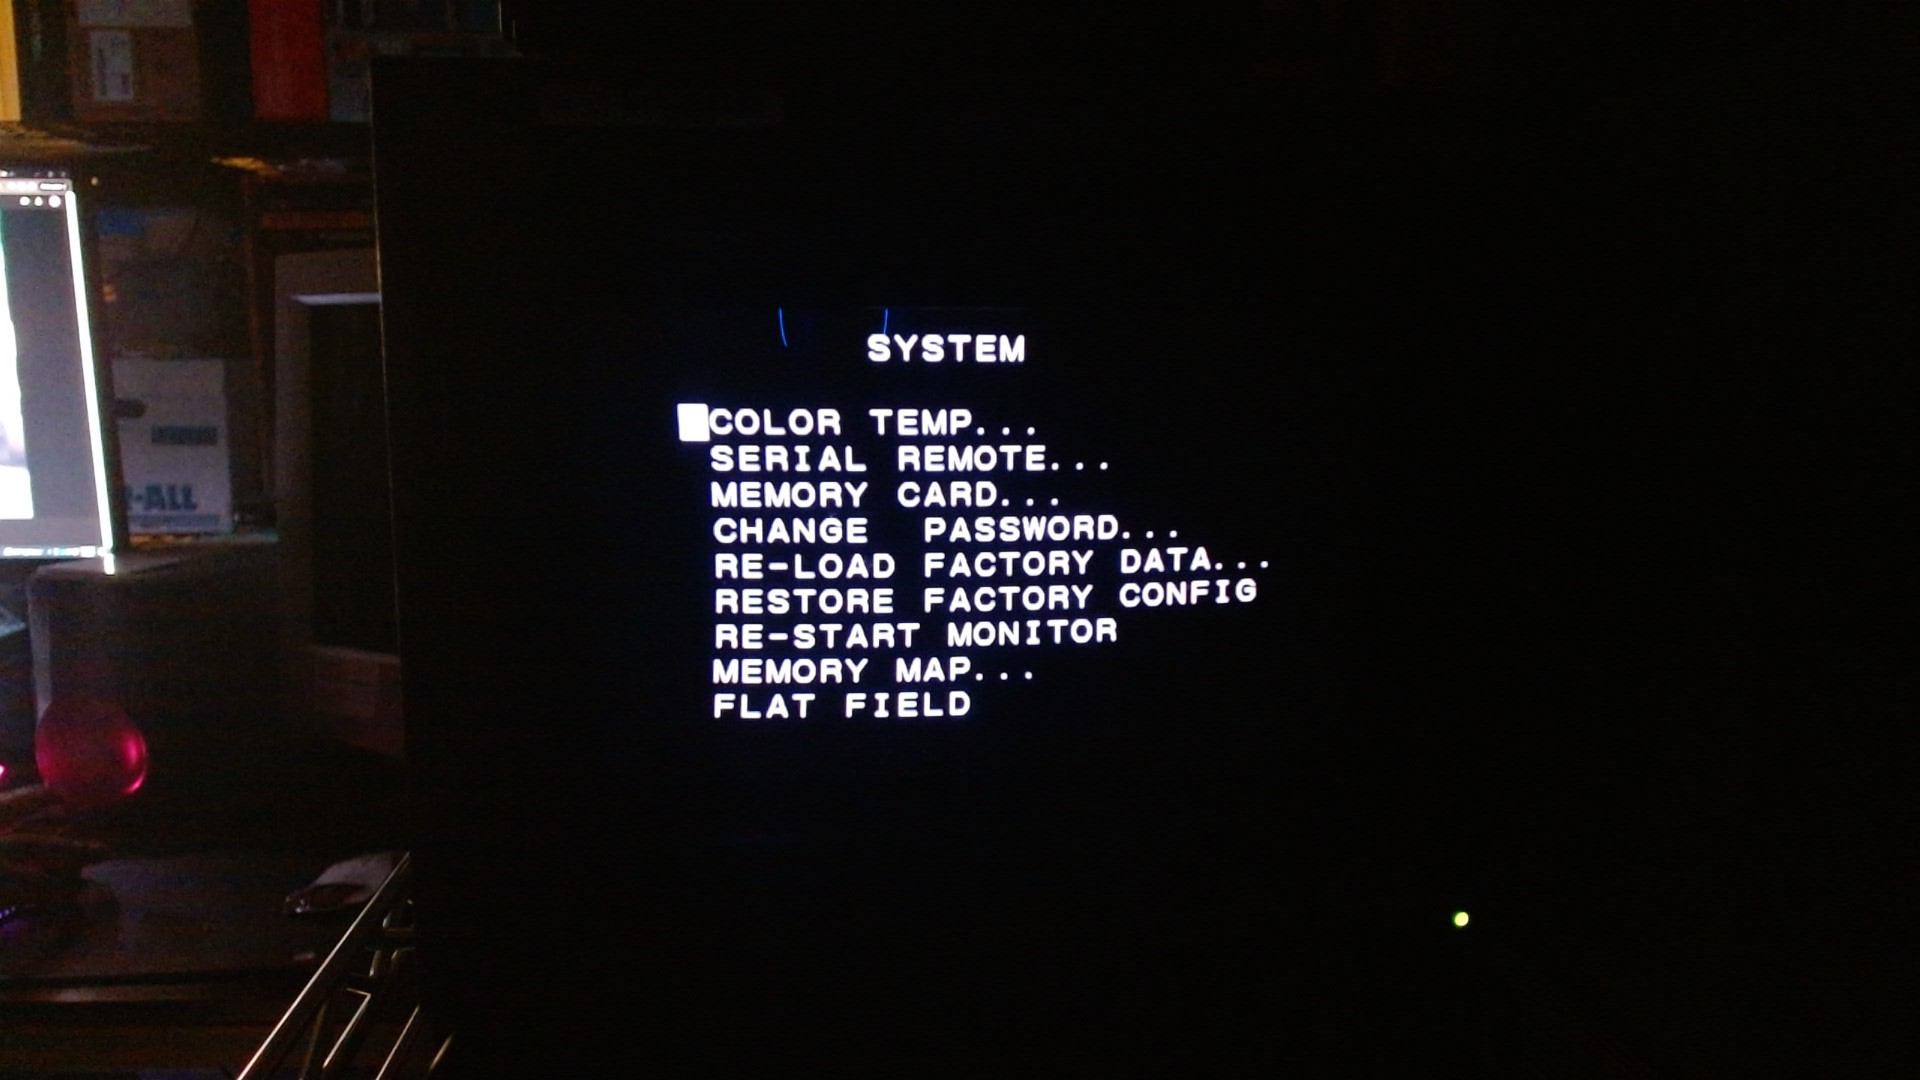 SYSTEM
COLOR TEMP...
SERIAL REMOTE...
MEMORY CARD...
CHANGE PASSWORD...
RE-LOAD FACTORY DATA...
RESTORE FACTORY CONFIG
RE-START MONITOR
MEMORY MAP...
FLAT FIELD
-ALL